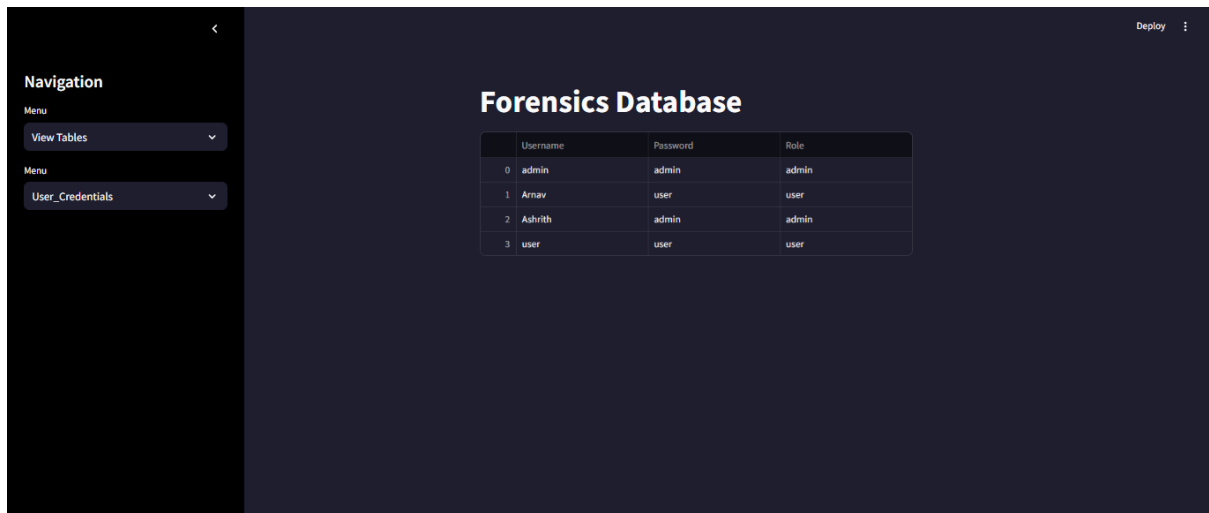 Deploy
Navigation
Menu
View Tables
Menu
User_Credentials
Forensics Database
Username Password Role
0 admin admin admin
1 Arnav user user
2 Ashrith admin admin
3 user user user